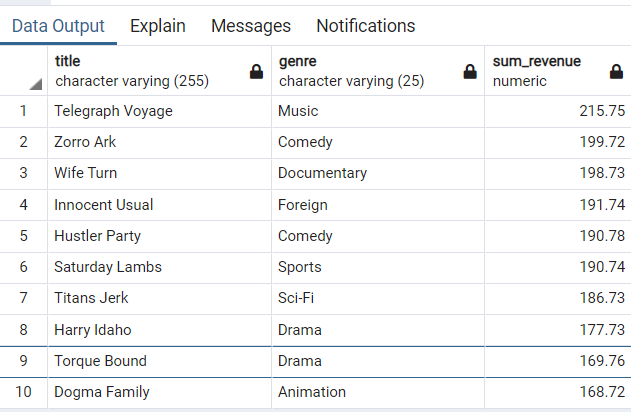 Data Output Explain Messages Notifications
title genre sum_revenue
character varying (255) character varying (25) numeric
1 Telegraph Voyage Music 215.75
2 Zorro Ark Comedy 199.72
3 Wife Turn Documentary 198.73
4 Innocent Usual Foreign 191.74
5 Hustler Party Comedy 190.78
6 Saturday Lambs Sports 190.74
7 Titans Jerk Sci-Fi 186.73
8 Harry Idaho Drama 177.73
9 Torque Bound Drama 169.76
10 Dogma Family Animation 168.72